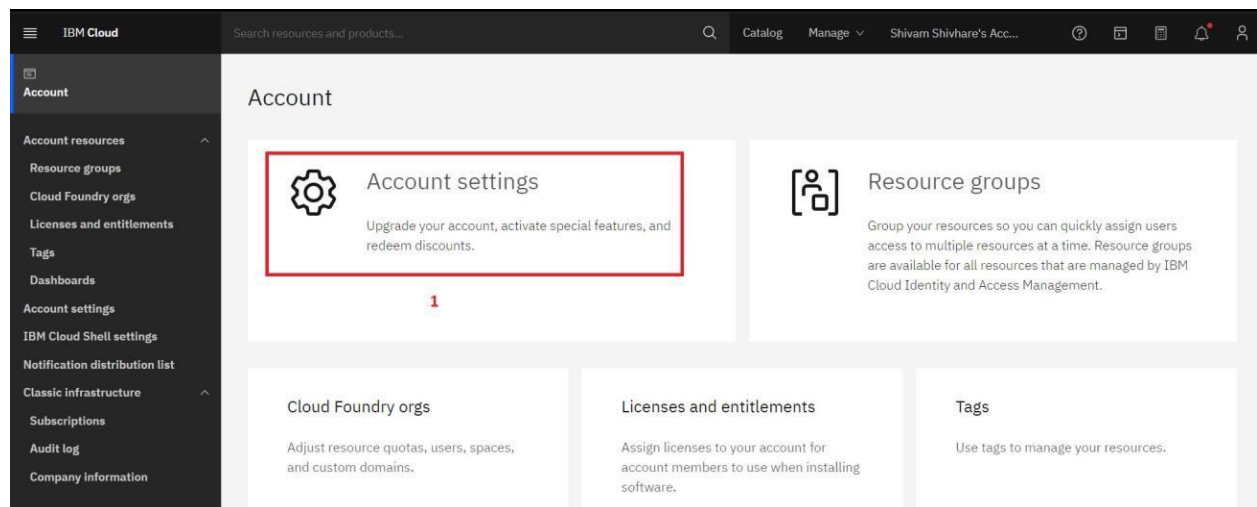 IBM Cloud
Search resources and products...
Catalog
Manage
Shivam Shivhare's Acc...
Account
Account resources
Resource groups
Cloud Foundry orgs
Licenses and entitlements
Tags
Dashboards
Account settings
IBM Cloud Shell settings
Notification distribution list
Classic infrastructure
Subscriptions
Audit log
Company information
Account
Account settings
Upgrade your account, activate special features, and
redeem discounts.
1
Resource groups
Group your resources so you can quickly assign users
access to multiple resources at a time. Resource groups
are available for all resources that are managed by IBM
Cloud Identity and Access Management.
Cloud Foundry orgs
Adjust resource quotas, users, spaces,
and custom domains.
Licenses and entitlements
Assign licenses to your account for
account members to use when installing
software.
Tags
Use tags to manage your resources.